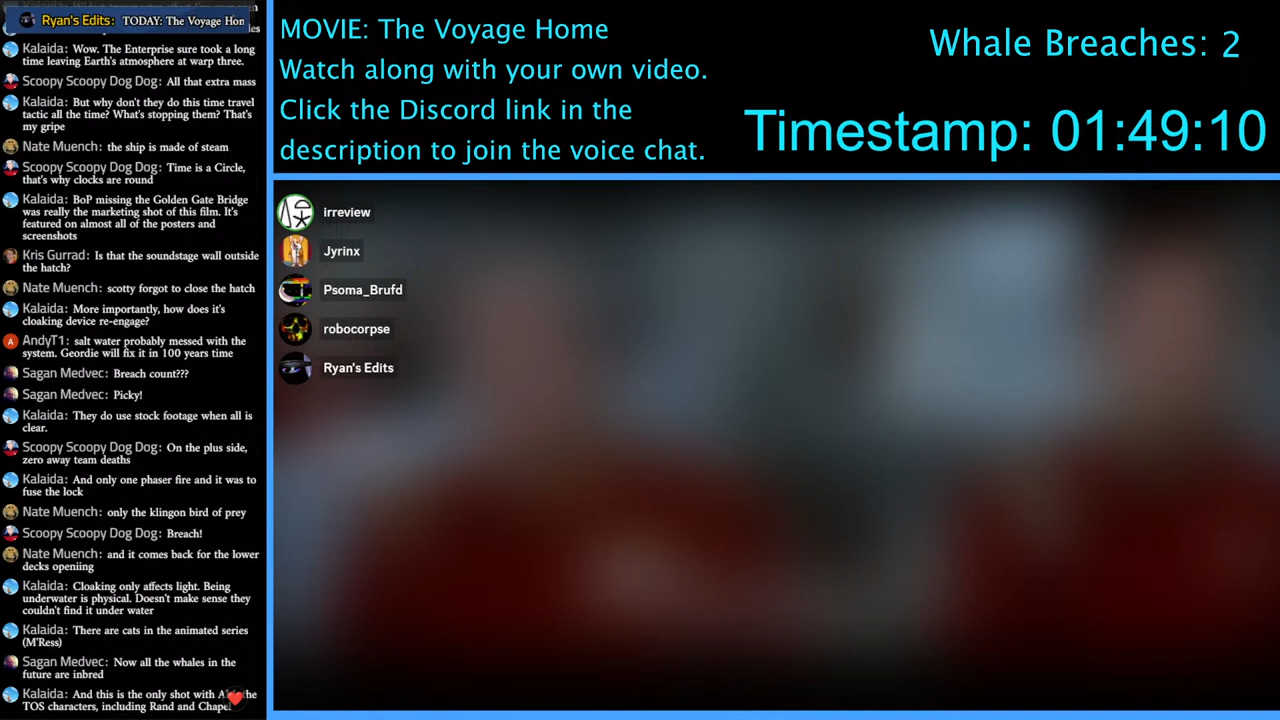 Ryan's Edits: TODAY: The Voyage Hom
Kalaida: Wow. The Enterprise sure took a long
time leaving Earth's atmosphere at warp three.
Scoopy Scoopy Dog Dog: All that extra mass
Kalaida: But why don't they do this time travel
tactic all the time? What's stopping them? That's
my gripe
Nate Muench: the ship is made of steam
Scoopy Scoopy Dog Dog: Time is a Circle,
that's why clocks are round
Kalaida: BoP missing the Golden Gate Bridge
was really the marketing shot of this film. It's
featured on almost all of the posters and
screenshots
Kris Gurrad: Is that the soundstage wall outside
the hatch?
Nate Muench: scotty forgot to close the hatch
Kalaida: More importantly, how does it's
cloaking device re-engage?
A AndyT1: salt water probably messed with the
system. Geordie will fix it in 100 years time
Sagan Medvec: Breach count???
Sagan Medvec: Picky!
Kalaida: They do use stock footage when all is
clear.
Scoopy Scoopy Dog Dog: On the plus side,
zero away team deaths
Kalaida: And only one phaser fire and it was to
fuse the lock
Nate Muench: only the klingon bird of prey
Scoopy Scoopy Dog Dog: Breach!
Nate Muench: and it comes back for the lower
decks openiing
Kalaida: Cloaking only affects light. Being
underwater is physical. Doesn't make sense they
couldn't find it under water
Kalaida: There are cats in the animated series
(M'Ress)
Sagan Medvec: Now all the whales in the
future are inbred
Kalaida: And this is the only shot with the
TOS characters, including Rand and Chapel
MOVIE: The Voyage Home
Watch along with your own video.
Click the Discord link in the
description to join the voice chat.
Whale Breaches: 2
Timestamp: 01:49:10
irreview
Jyrinx
Psoma_Brufd
robocorpse
Ryan's Edits